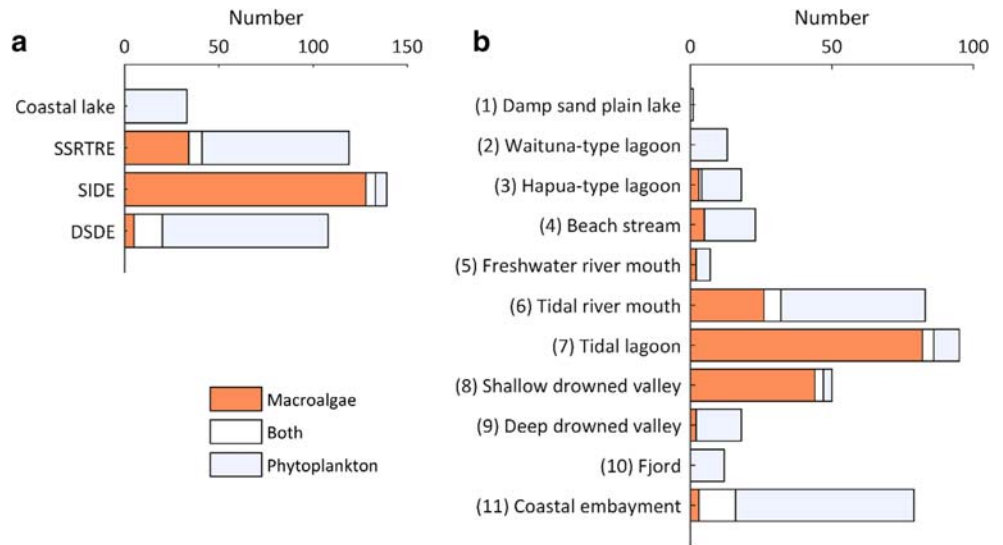 a
Number
0 50 100 150
Coastal lake
SSRTRE
SIDE
DSDE
Macroalgae
Both
Phytoplankton
b
Number
0 50 100
(1) Damp sand plain lake
(2) Waituna-type lagoon
(3) Hapua-type lagoon
(4) Beach stream
(5) Freshwater river mouth
(6) Tidal river mouth
(7) Tidal lagoon
(8) Shallow drowned valley
(9) Deep drowned valley
(10) Fjord
(11) Coastal embayment